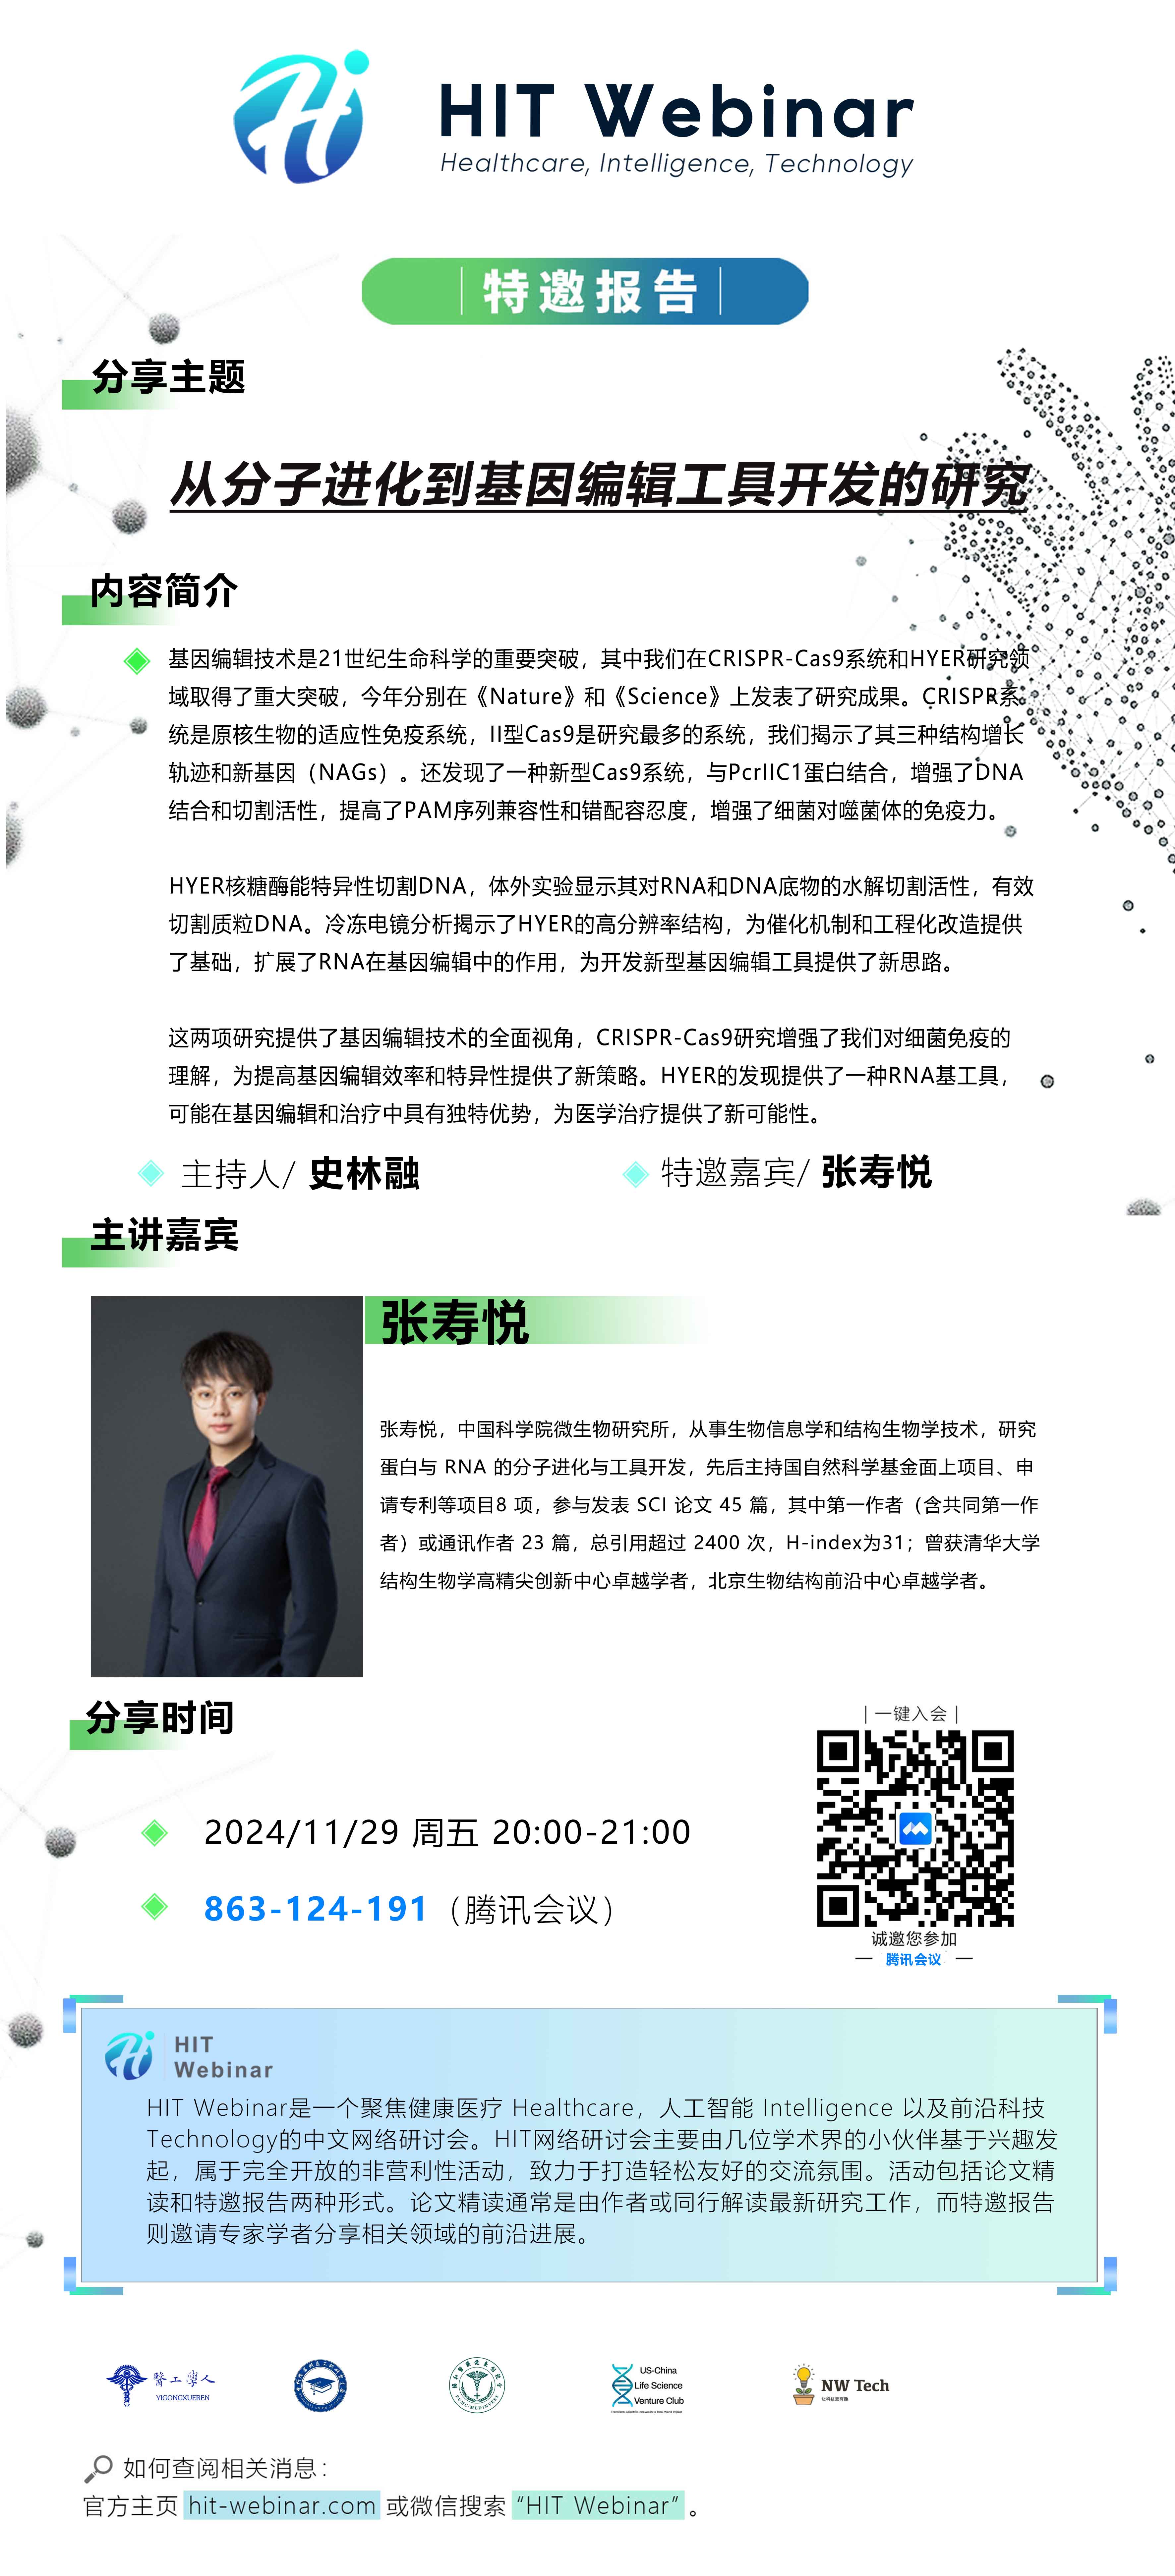 HIT Webinar
Healthcare, Intelligence, Technology
特邀报告
分享主题
从分子进化到基因编辑工具开发的研究
内容简介
基因编辑技术是21世纪生命科学的重要突破，其中我们在CRISPR-Cas9系统和HYER研究领
域取得了重大突破，今年分别在《Nature》和《Science》上发表了研究成果。CRISPR系
统是原核生物的适应性免疫系统，II型Cas9是研究最多的系统，我们揭示了其三种结构增长
轨迹和新基因（NAGs）。还发现了一种新型Cas9系统，与PcrIIC1蛋白结合，增强了DNA
结合和切割活性，提高了PAM序列兼容性和错配容忍度，增强了细菌对噬菌体的免疫力。
HYER核糖酶能特异性切割DNA，体外实验显示其对RNA和DNA底物的水解切割活性，有效
切割质粒DNA。冷冻电镜分析揭示了HYER的高分辨率结构，为催化机制和工程化改造提供
了基础，扩展了RNA在基因编辑中的作用，为开发新型基因编辑工具提供了新思路。
这两项研究提供了基因编辑技术的全面视角，CRISPR-Cas9研究增强了我们对细菌免疫的
理解，为提高基因编辑效率和特异性提供了新策略。HYER的发现提供了一种RNA基工具，
可能在基因编辑和治疗中具有独特优势，为医学治疗提供了新可能性。
主持人/ 史林融
特邀嘉宾/ 张寿悦
主讲嘉宾
张寿悦
张寿悦，中国科学院微生物研究所，从事生物信息学和结构生物学技术，研究
蛋白与 RNA 的分子进化与工具开发，先后主持国自然科学基金面上项目、申
请专利等项目8 项，参与发表 SCI 论文 45 篇，其中第一作者（含共同第一作
者）或通讯作者 23 篇，总引用超过 2400 次，H-index为31；曾获清华大学
结构生物学高精尖创新中心卓越学者，北京生物结构前沿中心卓越学者。
分享时间
| 一键入会 |
2024/11/29 周五 20:00-21:00
863-124-191（腾讯会议）
诚邀您参加
腾讯会议
HIT
Webinar
HIT Webinar是一个聚焦健康医疗 Healthcare，人工智能 Intelligence 以及前沿科技
Technology的中文网络研讨会。HIT网络研讨会主要由几位学术界的小伙伴基于兴趣发
起，属于完全开放的非营利性活动，致力于打造轻松友好的交流氛围。活动包括论文精
读和特邀报告两种形式。论文精读通常是由作者或同行解读最新研究工作，而特邀报告
则邀请专家学者分享相关领域的前沿进展。
醫工學人
YIGONGXUEREN
US-China
Life Science
Venture Club
NW Tech
让科技更有趣
如何查阅相关消息：
官方主页 hit-webinar.com 或微信搜索 “HIT Webinar” 。